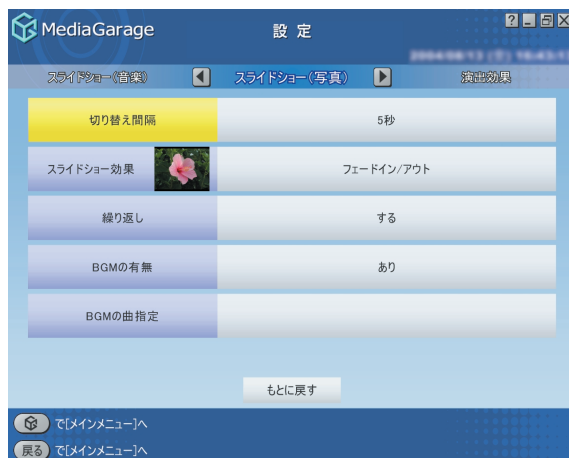 MediaGarage
設定
スライドショー(音楽)
スライドショー(写真)
演出効果
切り替え間隔
5秒
スライドショー効果
フェードイン/アウト
繰り返し
する
BGMの有無
あり
BGMの曲指定
もとに戻す
で[メインメニュー]へ
戻る で[メインメニュー]へ